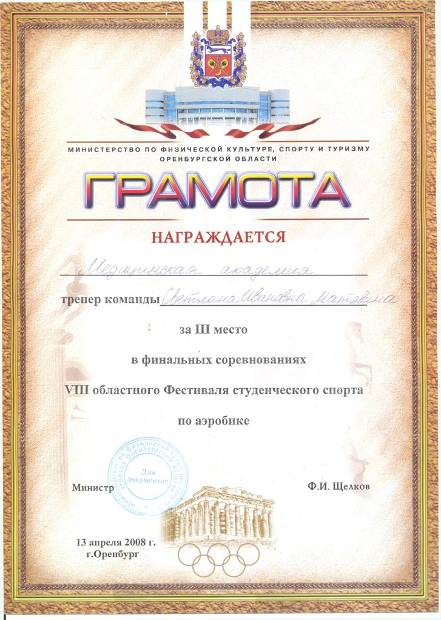 МИНИСТЕРСТВО ПО ФИЗИЧЕСКОЙ КУЛЬТУРЕ, СПОРТУ И ТУРИЗМУ
ОРЕНБУРГСКОЙ ОБЛАСТИ
ГРАМОТА
НАГРАЖДАЕТСЯ
Медицинская академия
тренер команды Светлана Ивановна Матявина
за III место
в финальных соревнованиях
VIII областного Фестиваля студенческого спорта
по аэробике
Для
документов
Министр Ф.И. Щелков
13 апреля 2008 г.
г.Оренбург